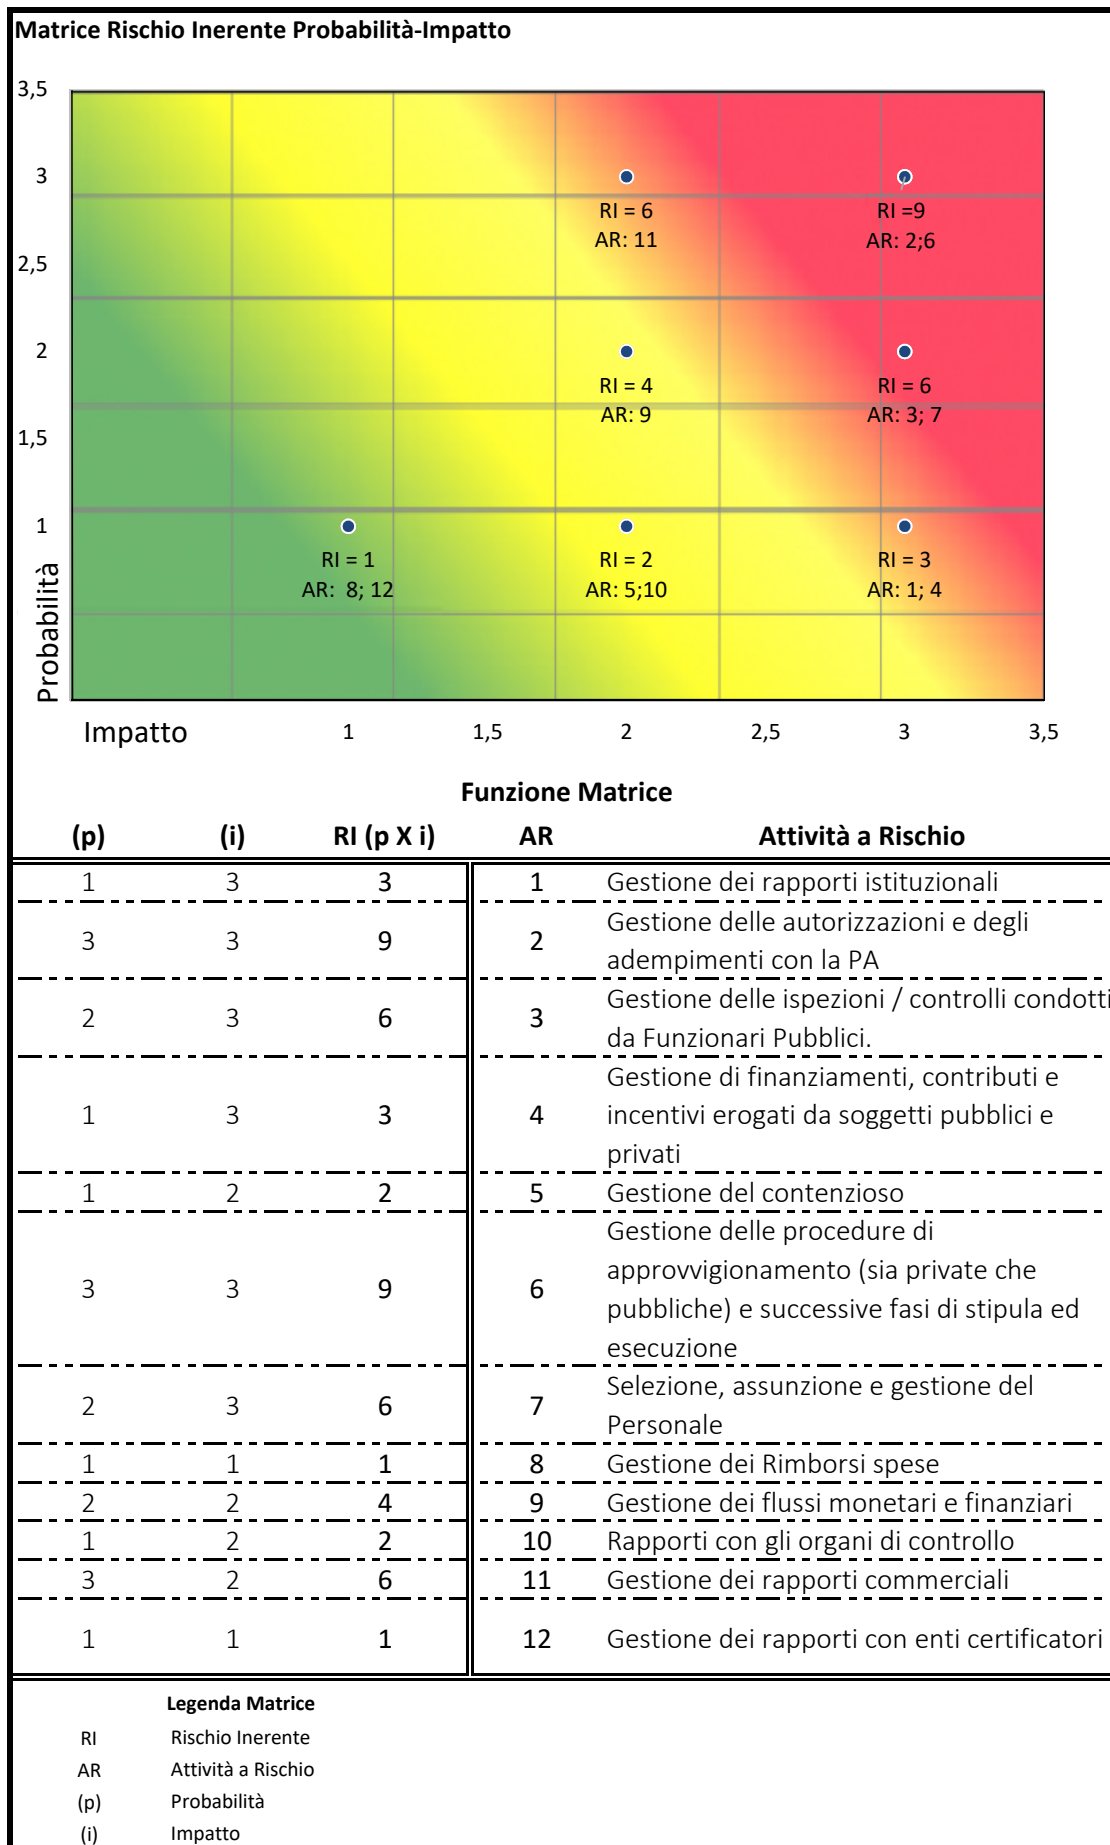 Matrice Rischio Inerente Probabilità-Impatto
3,5
3
RI = 6
AR: 11
RI =9
AR: 2;6
2,5
2
RI = 4
AR: 9
RI = 6
AR: 3; 7
1,5
1
RI = 1
AR:  8; 12
RI = 2
AR: 5;10
RI = 3
AR: 1; 4
Probabilità
Impatto 1 1,5 2 2,5 3 3,5
Funzione Matrice
(p) (i) RI (p X i) AR Attività a Rischio
1 3 3 1 Gestione dei rapporti istituzionali
3 3 9 2 Gestione delle autorizzazioni e degli
adempimenti con la PA
2 3 6 3 Gestione delle ispezioni / controlli condotti
da Funzionari Pubblici.
1 3 3 4 Gestione di finanziamenti, contributi e
incentivi erogati da soggetti pubblici e
privati
1 2 2 5 Gestione del contenzioso
3 3 9 6 Gestione delle procedure di
approvvigionamento (sia private che
pubbliche) e successive fasi di stipula ed
esecuzione
2 3 6 7 Selezione, assunzione e gestione del
Personale
1 1 1 8 Gestione dei Rimborsi spese
2 2 4 9 Gestione dei flussi monetari e finanziari
1 2 2 10 Rapporti con gli organi di controllo
3 2 6 11 Gestione dei rapporti commerciali
1 1 1 12 Gestione dei rapporti con enti certificatori
Legenda Matrice
RI Rischio Inerente
AR Attività a Rischio
(p) Probabilità
(i) Impatto